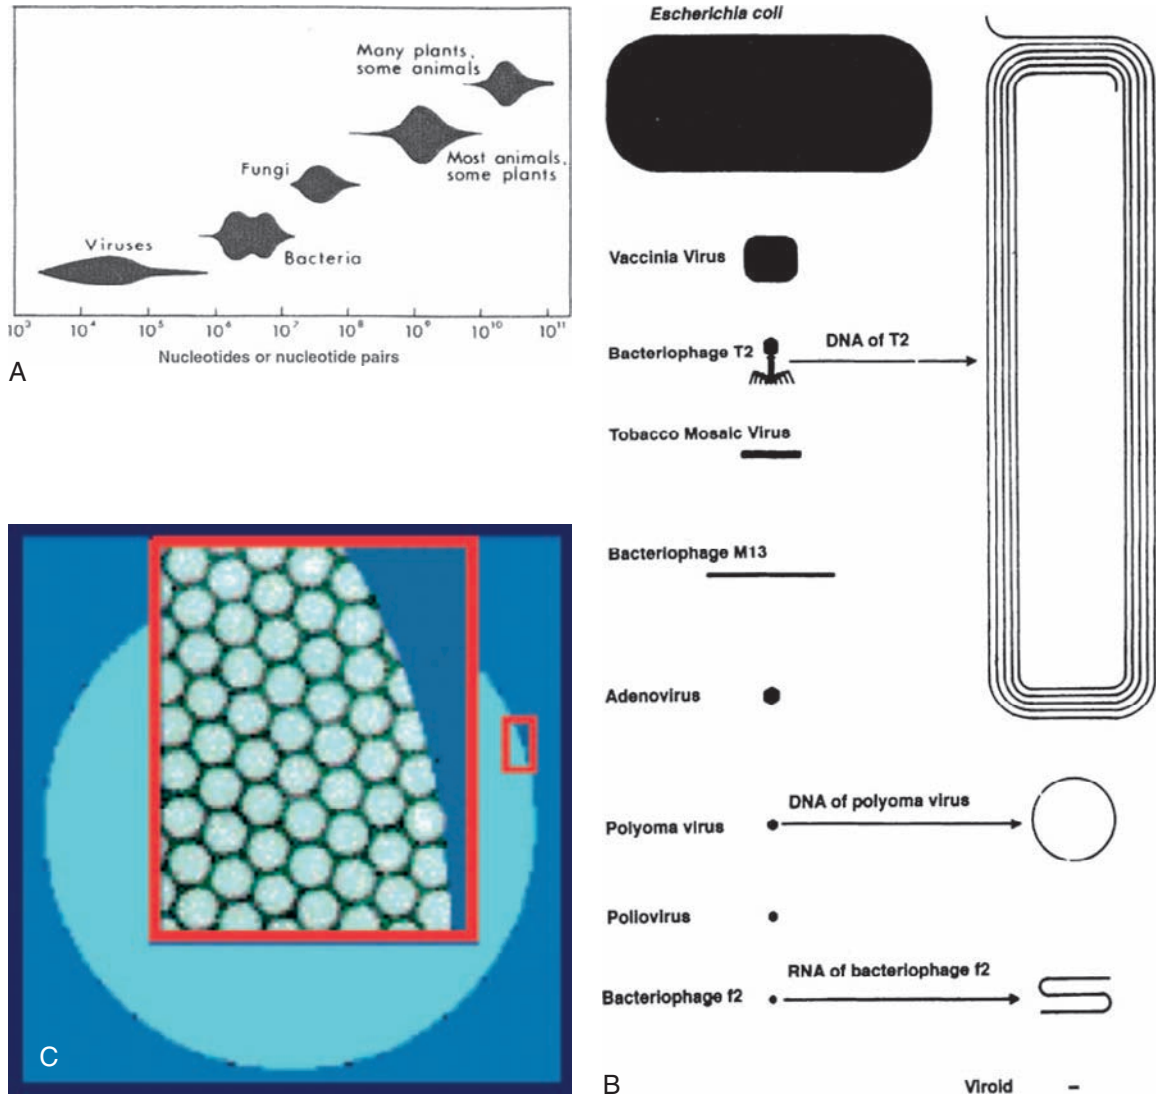 Many plants,
some animals
Most animals,
some plants
Fungi
Bacteria
Viruses
10³ 10⁴ 10⁵ 10⁶ 10⁷ 10⁸ 10⁹ 10¹⁰ 10¹¹
Nucleotides or nucleotide pairs
A
Escherichia coli
Vaccinia Virus
Bacteriophage T2
DNA of T2
Tobacco Mosaic Virus
Bacteriophage M13
Adenovirus
DNA of polyoma virus
Polyoma virus
Poliovirus
RNA of bacteriophage f2
Bacteriophage f2
Viroid
B
C